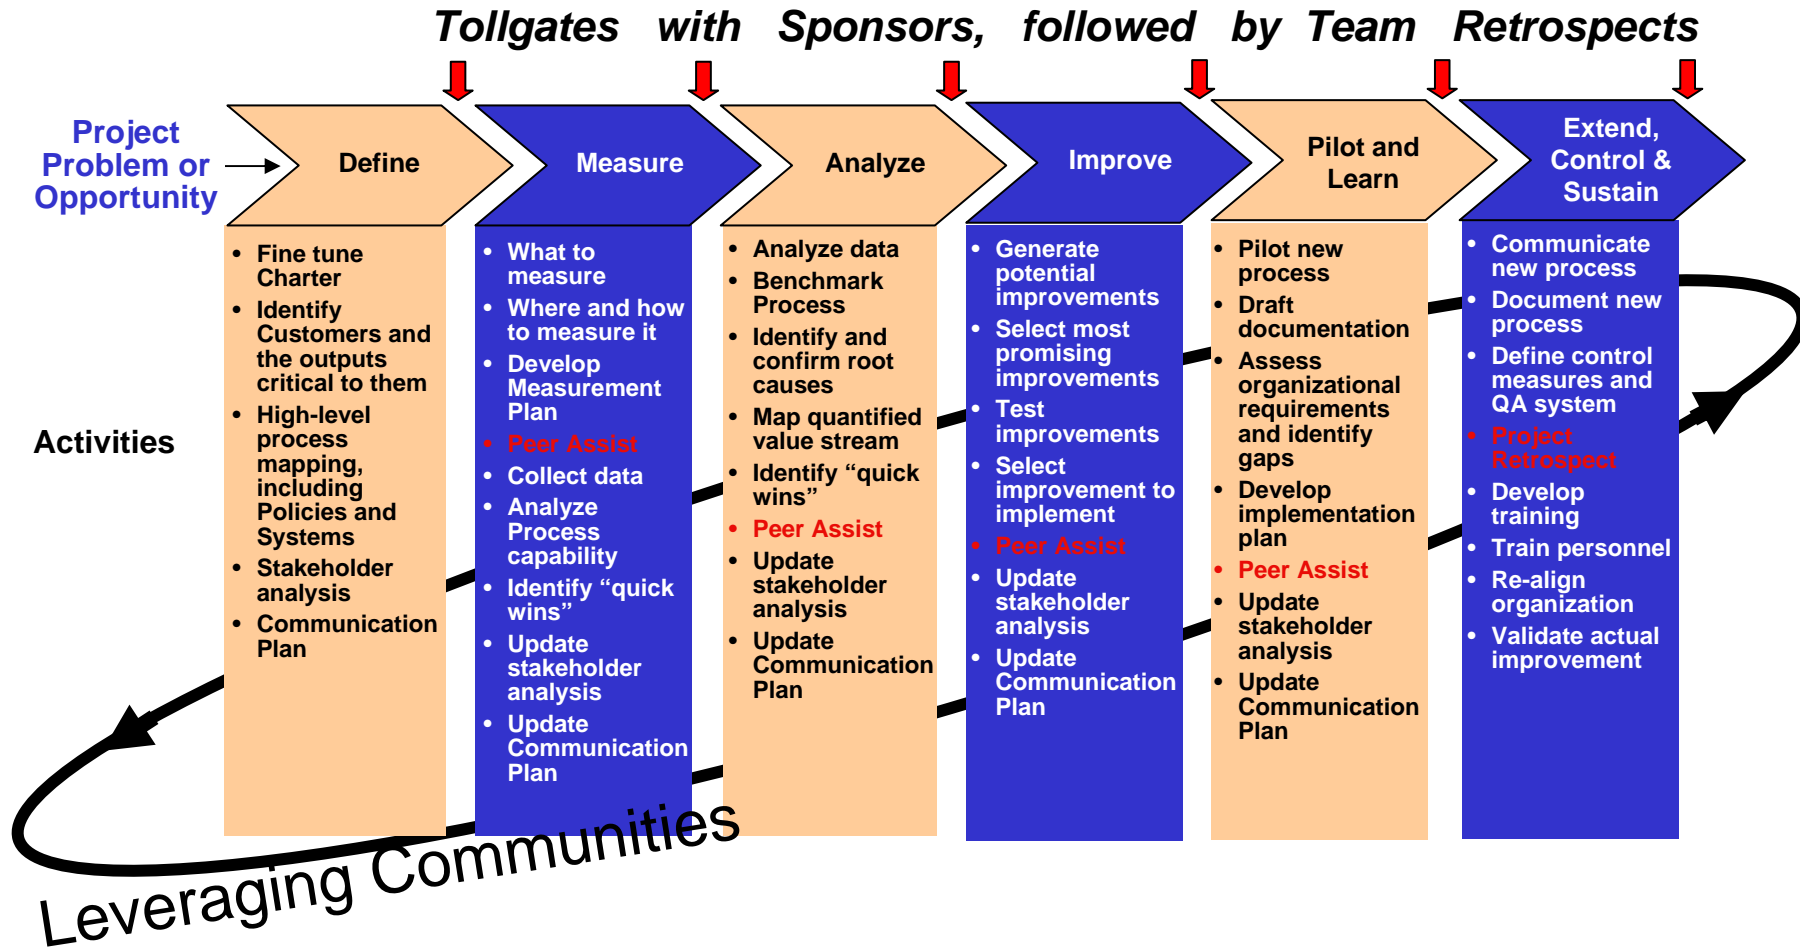 Tollgates with Sponsors, followed by Team Retrospects
Project
Problem or
Opportunity
Define
Measure
Analyze
Improve
Pilot and
Learn
Extend,
Control &
Sustain
Activities
• Fine tune
Charter
• Identify
Customers and
the outputs
critical to them
• High-level
process
mapping,
including
Policies and
Systems
• Stakeholder
analysis
• Communication
Plan
• What to
measure
• Where and how
to measure it
• Develop
Measurement
Plan
• Peer Assist
• Collect data
• Analyze
Process
capability
• Identify “quick
wins”
• Update
stakeholder
analysis
• Update
Communication
Plan
• Analyze data
• Benchmark
Process
• Identify and
confirm root
causes
• Map quantified
value stream
• Identify “quick
wins”
• Peer Assist
• Update
stakeholder
analysis
• Update
Communication
Plan
• Generate
potential
improvements
• Select most
promising
improvements
• Test
improvements
• Select
improvement to
implement
• Peer Assist
• Update
stakeholder
analysis
• Update
Communication
Plan
• Pilot new
process
• Draft
documentation
• Assess
organizational
requirements
and identify
gaps
• Develop
implementation
plan
• Peer Assist
• Update
stakeholder
analysis
• Update
Communication
Plan
• Communicate
new process
• Document new
process
• Define control
measures and
QA system
• Project
Retrospect
• Develop
training
• Train personnel
• Re-align
organization
• Validate actual
improvement
Leveraging Communities